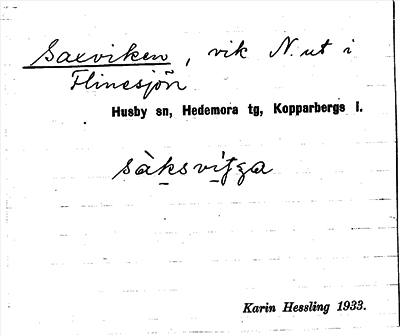 Saxviken, vik N. ut i
Flinesjön
Husby sn, Hedemora tg, Kopparbergs l.
Karin Hessling 1933.